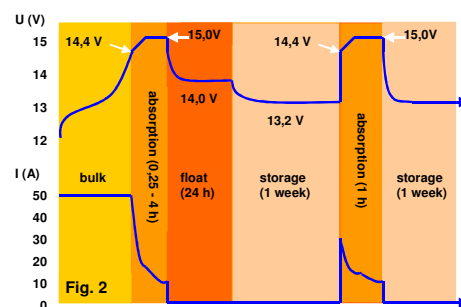 U (V)
15
14
13
12
14,4 V
15,0V
14,0 V
13,2 V
14,4 V
15,0V
I (A)
50
40
30
20
10
0
bulk
absorption (0,25 - 4 h)
float
(24 h)
storage
(1 week)
absorption (1 h)
storage
(1 week)
Fig. 2